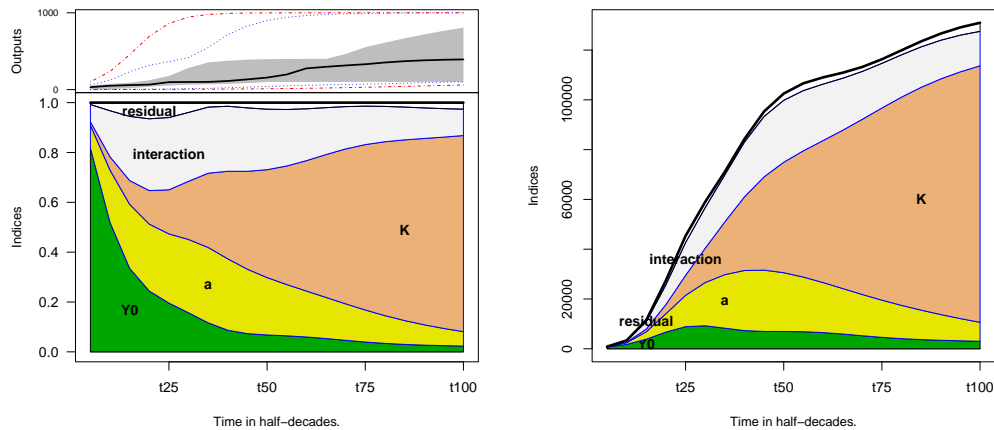 Outputs
1000
0
Indices
1.0
0.8
0.6
0.4
0.2
0.0
residual
interaction
K
a
Y0
t25
t50
t75
t100
Time in half−decades.
Indices
100000
60000
20000
0
K
interaction
a
residual
Y0
t25
t50
t75
t100
Time in half−decades.